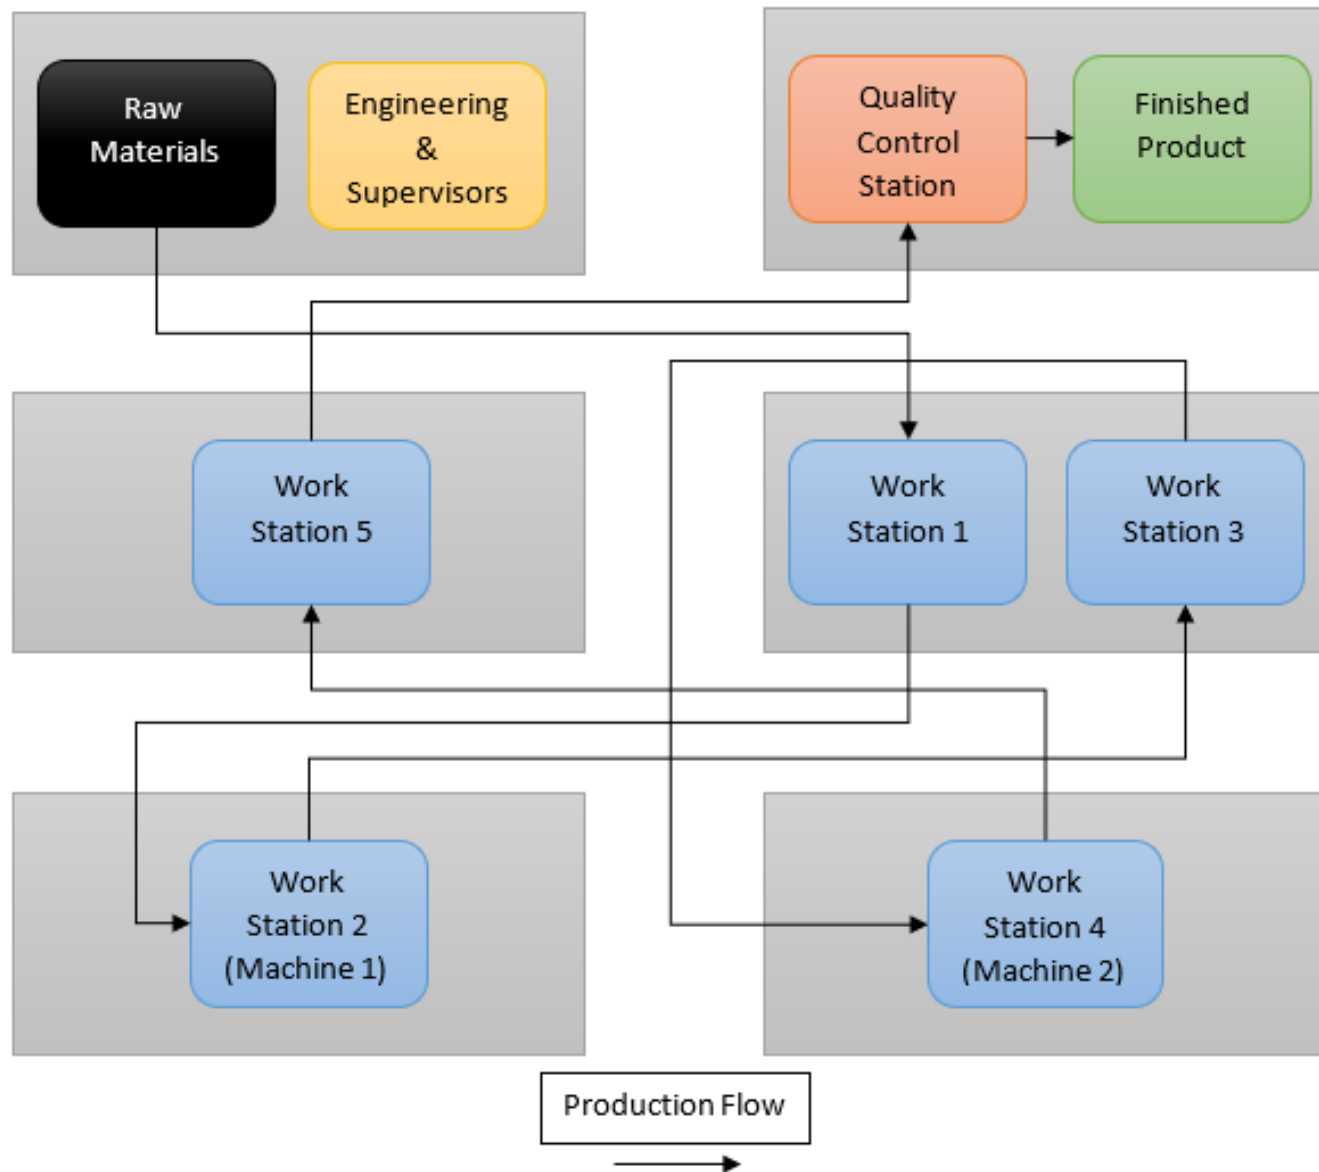 Raw
Materials
Engineering
&
Supervisors
Quality
Control
Station
Finished
Product
Work
Station 5
Work
Station 1
Work
Station 3
Work
Station 2
(Machine 1)
Work
Station 4
(Machine 2)
Production Flow